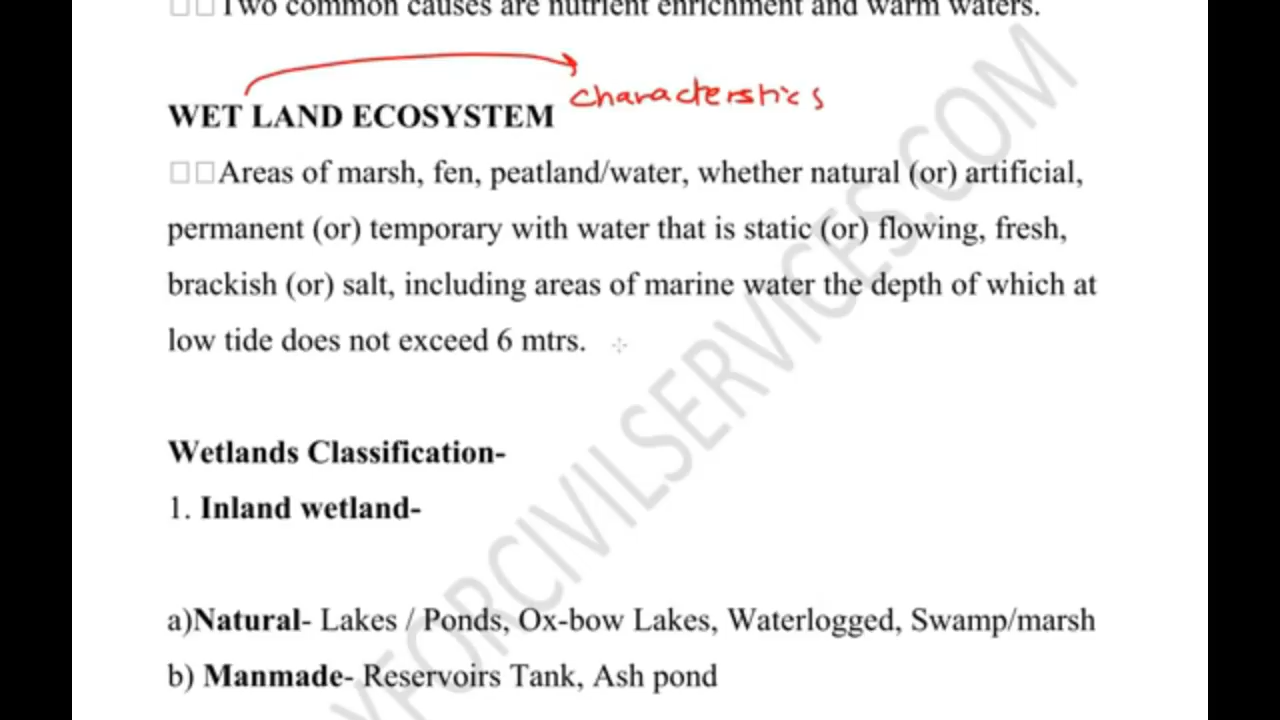 Two common causes are nutrient enrichment and warm waters.
characterstics
WET LAND ECOSYSTEM
Areas of marsh, fen, peatland/water, whether natural (or) artificial,
permanent (or) temporary with water that is static (or) flowing, fresh,
brackish (or) salt, including areas of marine water the depth of which at
low tide does not exceed 6 mtrs.
Wetlands Classification-
1. Inland wetland-
a)Natural- Lakes / Ponds, Ox-bow Lakes, Waterlogged, Swamp/marsh
b) Manmade- Reservoirs Tank, Ash pond
YFORCIVILSERVICES.COM